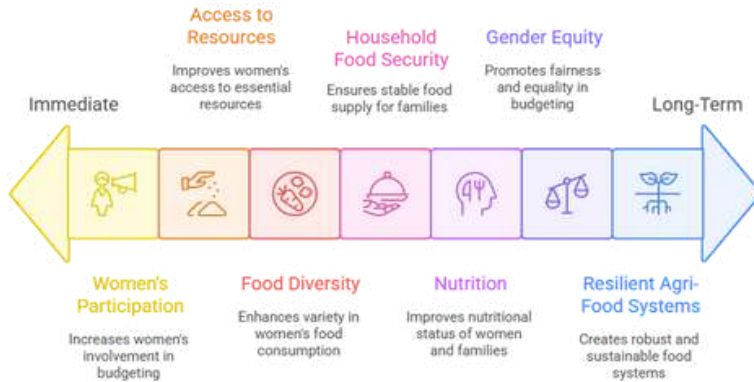 Access to
Resources
Improves women's
access to essential
resources
Household
Food Security
Ensures stable food
supply for families
Gender Equity
Promotes fairness
and equality in
budgeting
Immediate
Long-Term
Women's
Participation
Increases women's
involvement in
budgeting
Food Diversity
Enhances variety in
women's food
consumption
Nutrition
Improves nutritional
status of women
and families
Resilient Agri-
Food Systems
Creates robust and
sustainable food
systems